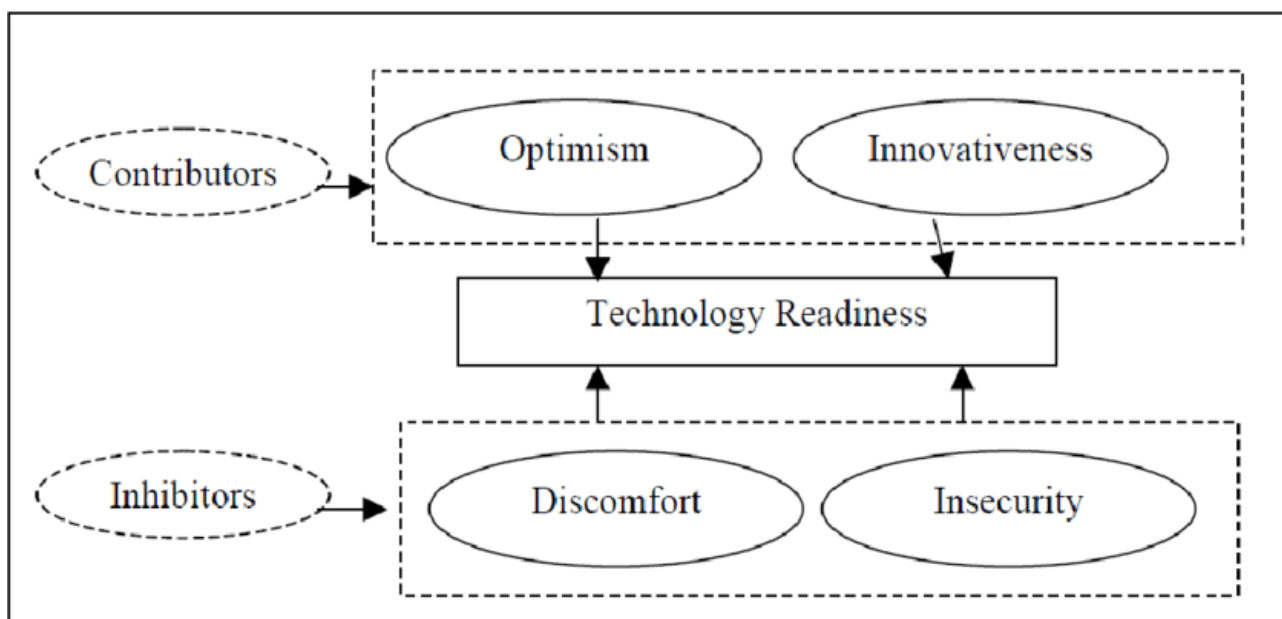 Optimism
Innovativeness
Contributors
Technology Readiness
Inhibitors
Discomfort
Insecurity